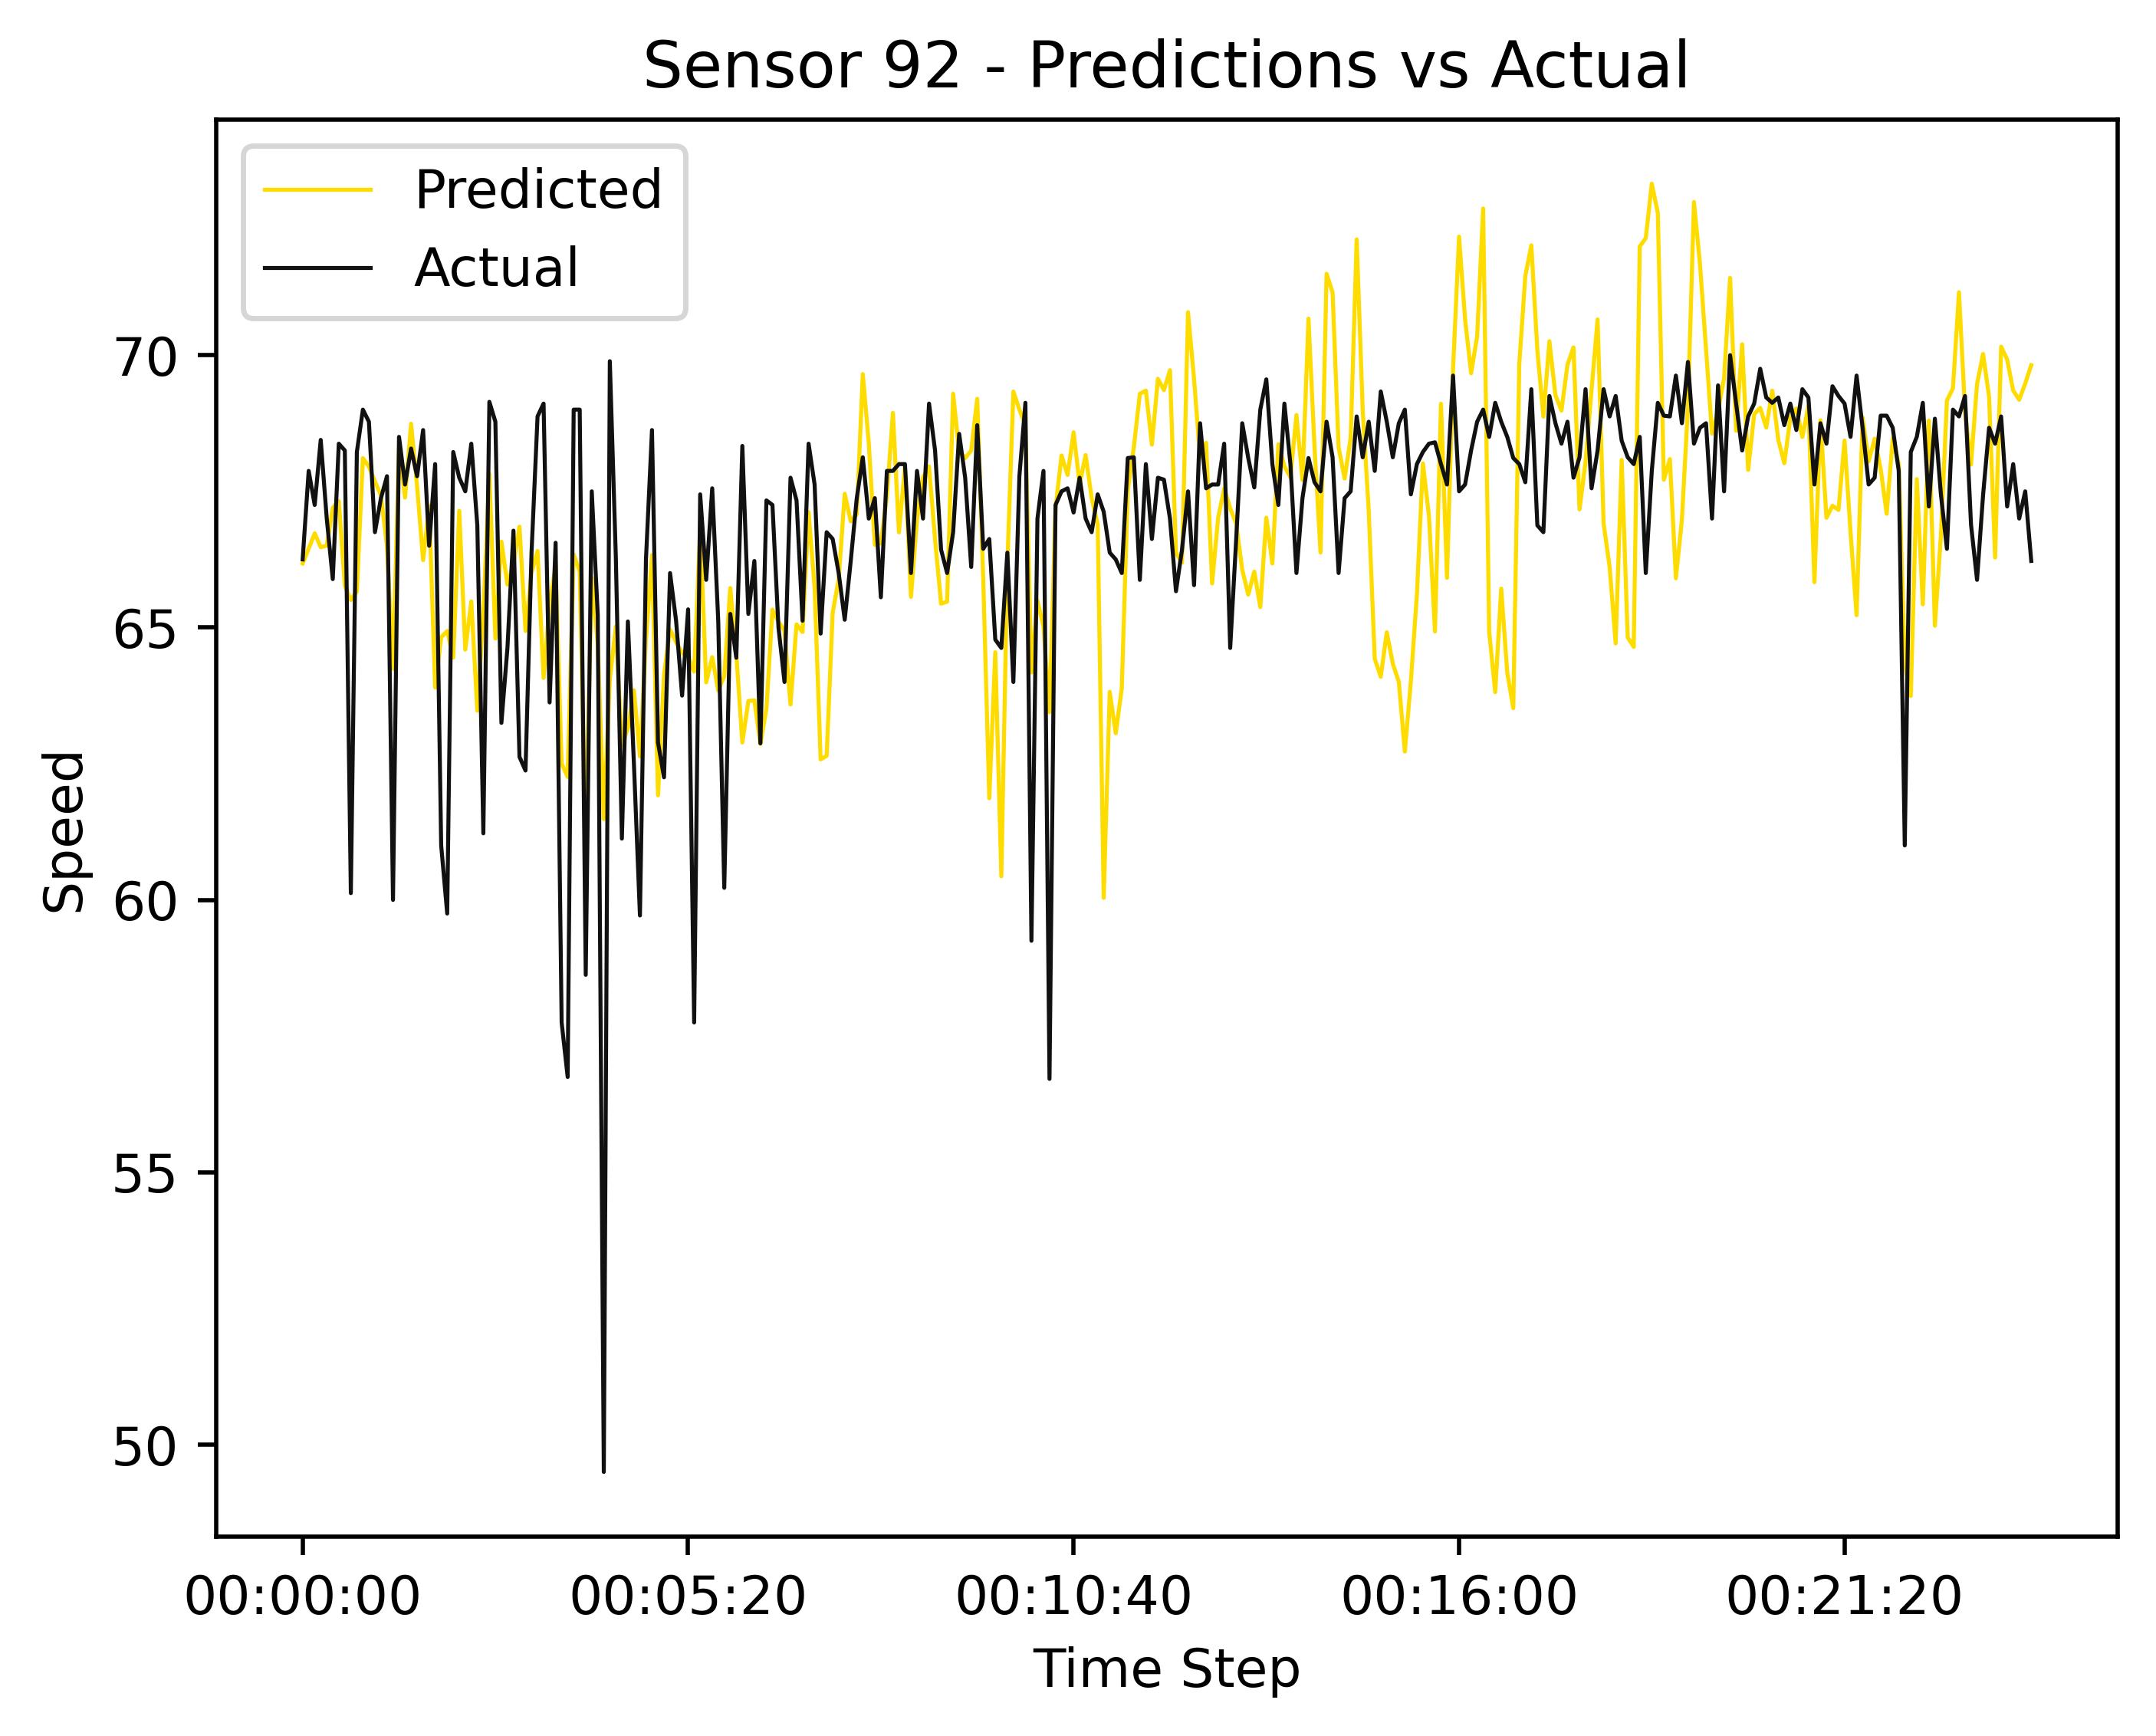 Sensor 92 - Predictions vs Actual
Predicted
Actual
70
65
60
55
50
Speed
00:00:00 00:05:20 00:10:40 00:16:00 00:21:20
Time Step